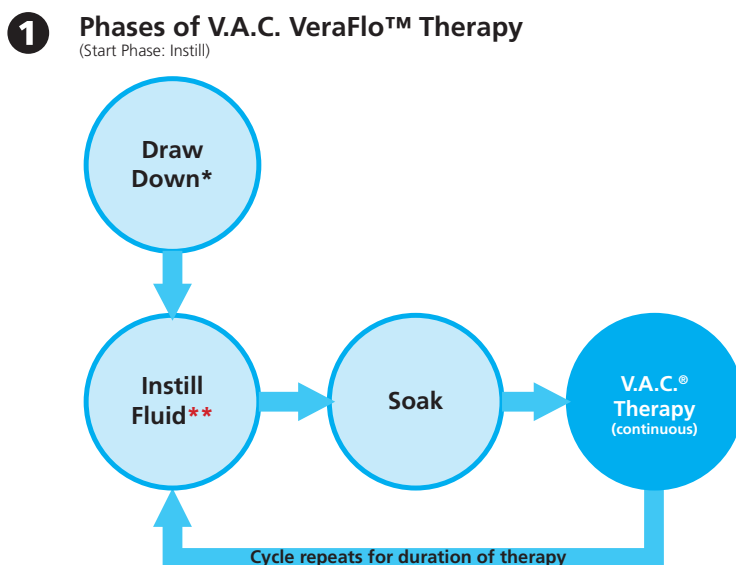 1
Phases of V.A.C. VeraFlo™ Therapy
(Start Phase: Instill)
Draw
Down*
Instill
Fluid**
Soak
V.A.C.®
Therapy
(continuous)
Cycle repeats for duration of therapy